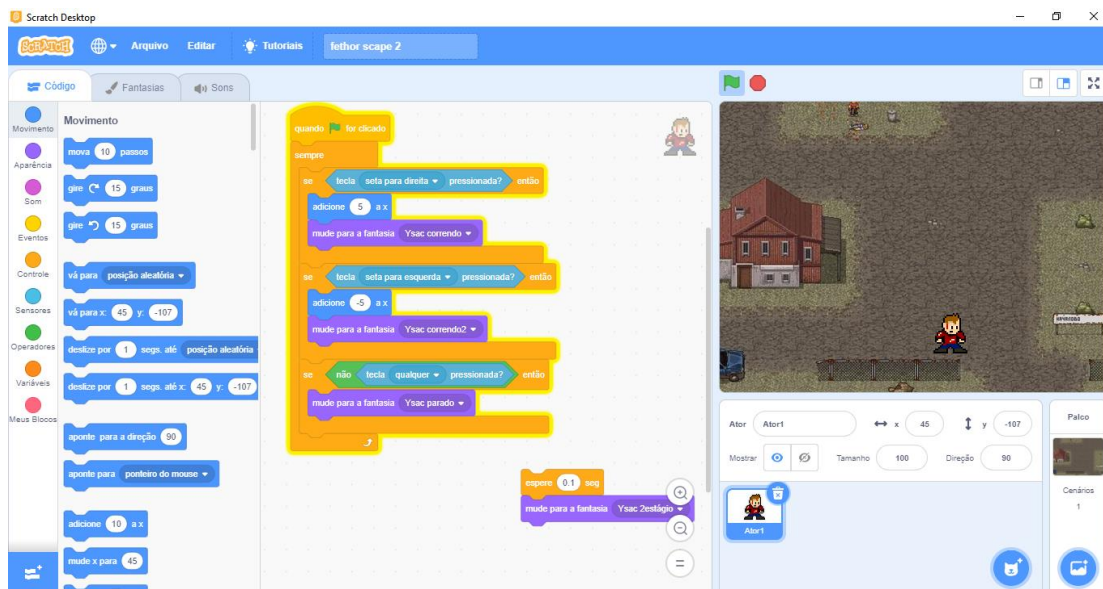 Scratch Desktop
SCRATCH
Arquivo Editar Tutoriais fethor scape 2
Código Fantasias Sons
Movimento
Aparência
Som
Eventos
Controle
Sensores
Operadores
Variáveis
Meus Blocos
Movimento
mova 10 passos
gire 15 graus
gire 15 graus
vá para posição aleatória
vá para x: 45 y: -107
deslize por 1 segs. até posição aleatória
deslize por 1 segs. até x: 45 y: -107
aponte para a direção 90
aponte para ponteiro do mouse
adicione 10 a x
mude x para 45
quando for clicado
sempre
se tecla seta para direita pressionada? então
adicione 5 a x
mude para a fantasia Ysac correndo
se tecla seta para esquerda pressionada? então
adicione -5 a x
mude para a fantasia Ysac correndo2
se não tecla qualquer pressionada? então
mude para a fantasia Ysac parado
espere 0.1 seg
mude para a fantasia Ysac 2estágio
Ator Ator1 x 45 y -107
Mostrar Tamanho 100 Direção 90
Ator1
Palco
Cenários
1